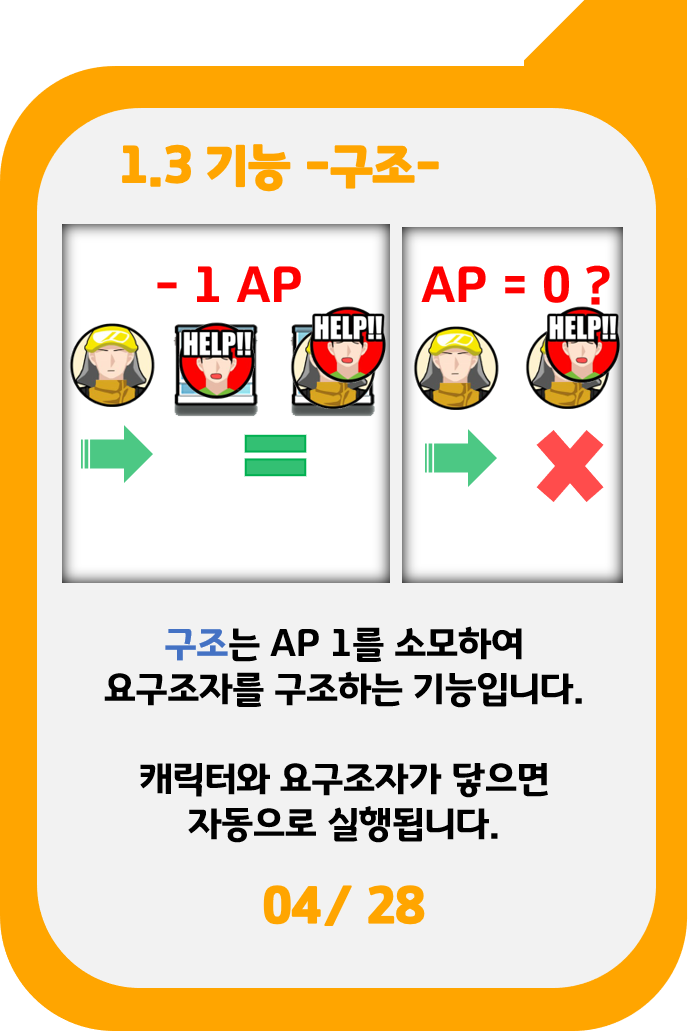 1.3 기능 -구조-
- 1 AP
HELP!!
HELP!!
AP = 0 ?
HELP!!
구조는 AP 1를 소모하여
요구조자를 구조하는 기능입니다.
캐릭터와 요구조자가 닿으면
자동으로 실행됩니다.
04/ 28